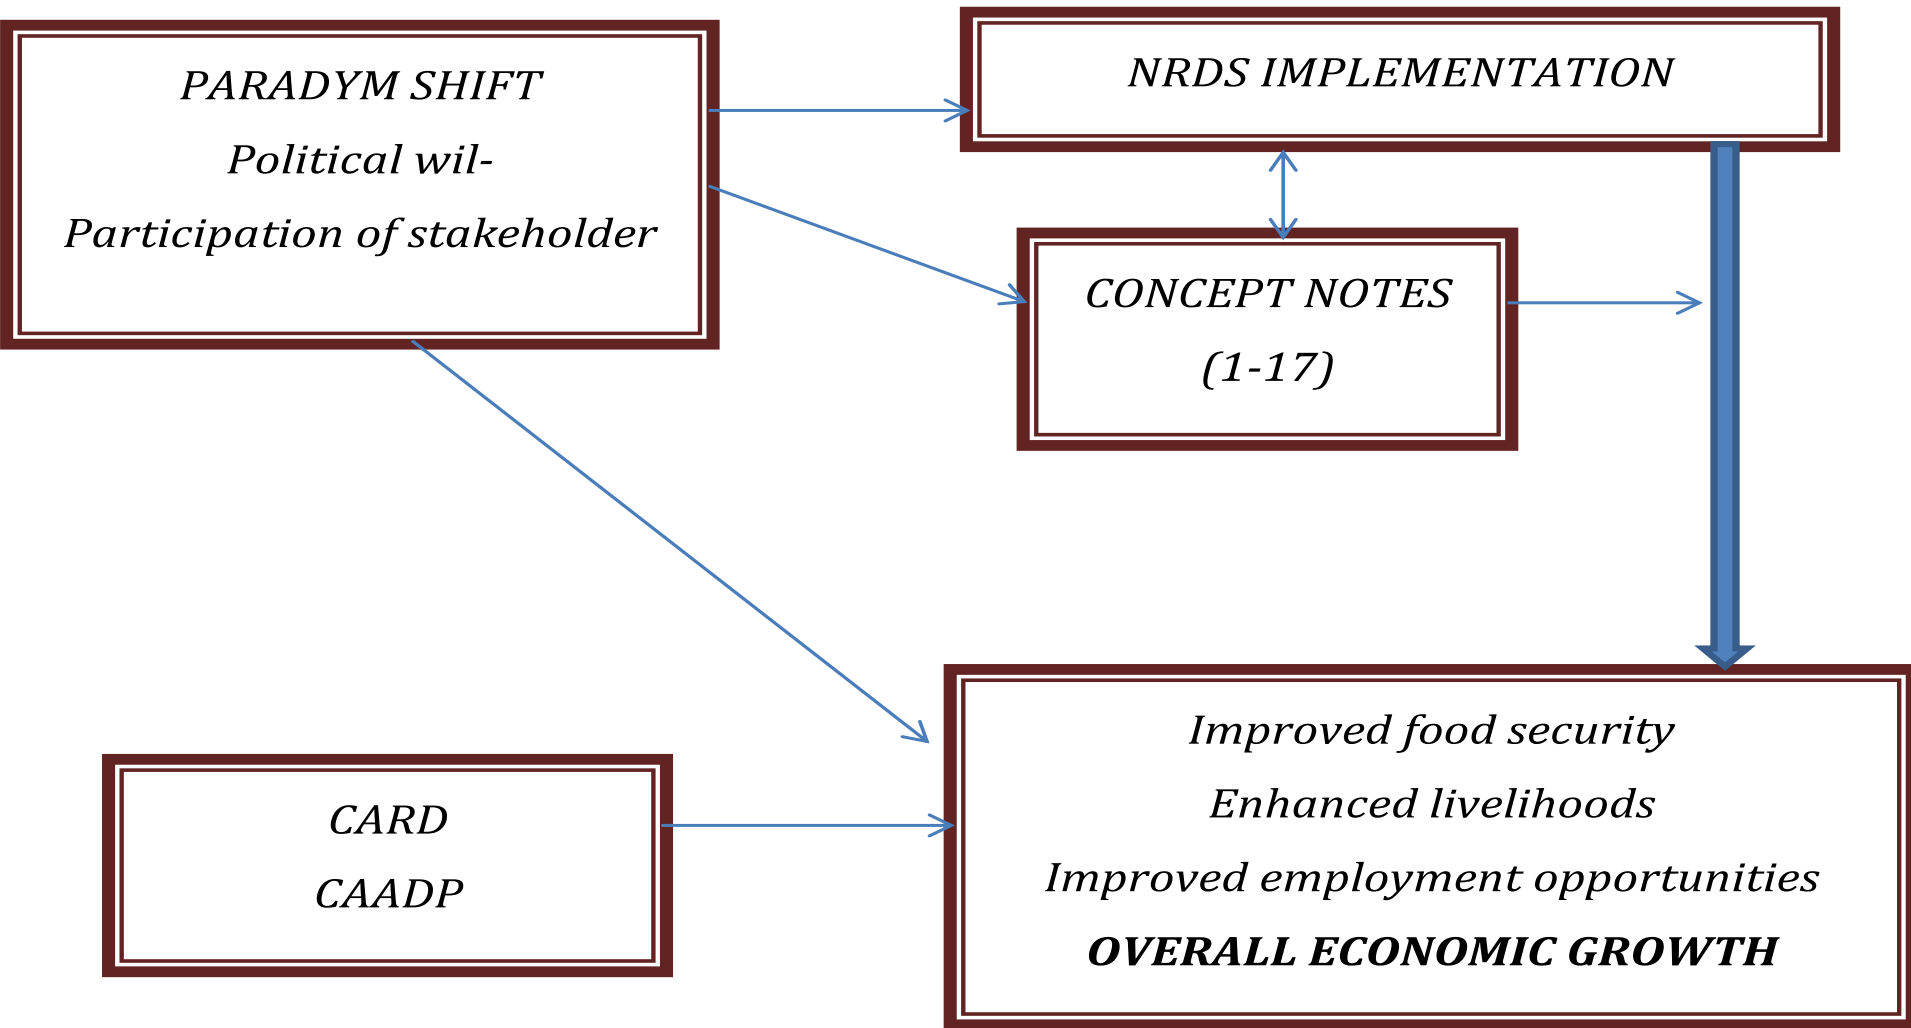 PARADYM SHIFT
Political wil-
Participation of stakeholder
NRDS IMPLEMENTATION
CONCEPT NOTES
(1-17)
CARD
CAADP
Improved food security
Enhanced livelihoods
Improved employment opportunities
OVERALL ECONOMIC GROWTH